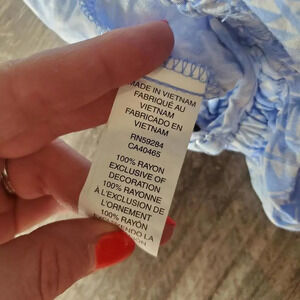 MADE IN VIETNAM
FABRIQUÉ AU
VIETNAM
FABRICADO EN
VIETNAM
RN59284
CA40465
100% RAYON
EXCLUSIVE OF
DECORATION
100% RAYONNE
À L'EXCLUSION DE
L'ORNEMENT
100% RAYON
LA